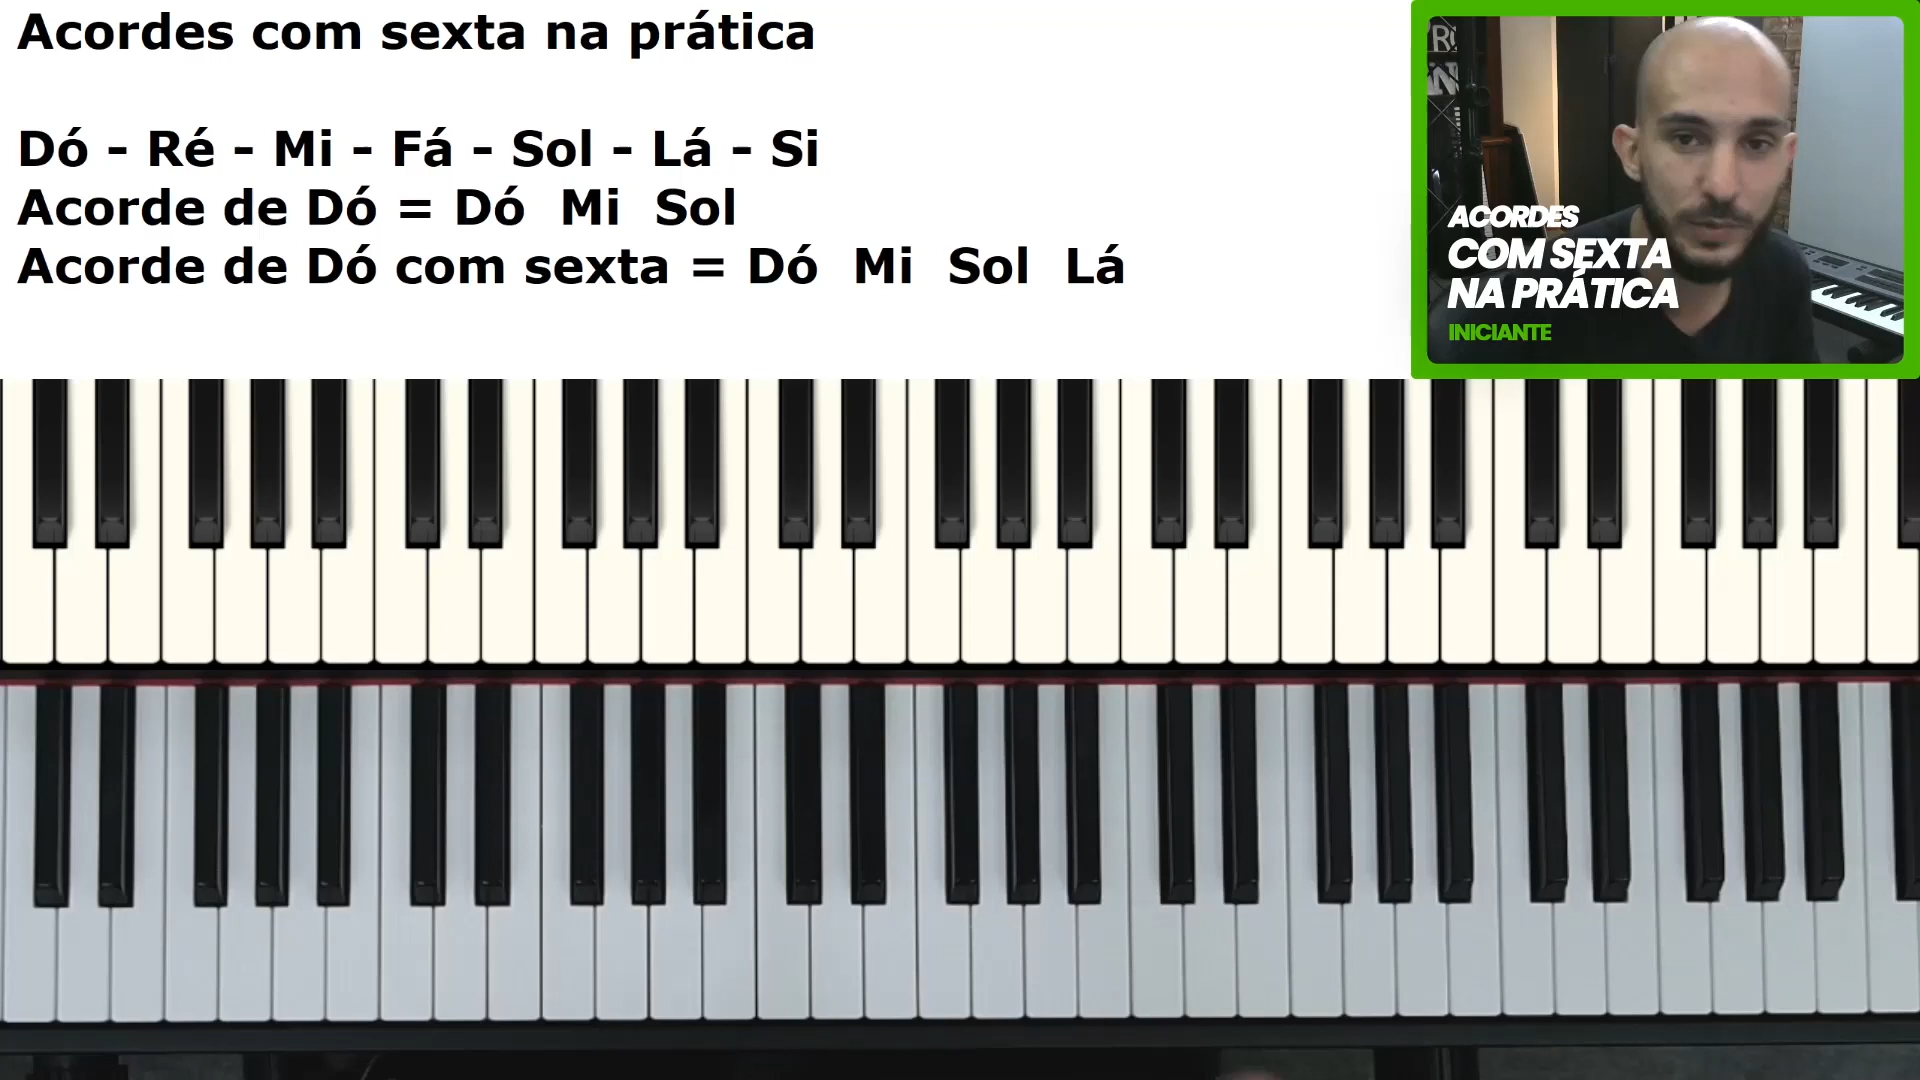 Acordes com sexta na prática
Dó - Ré - Mi - Fá - Sol - Lá - Si
Acorde de Dó = Dó  Mi  Sol
Acorde de Dó com sexta = Dó  Mi  Sol  Lá
ACORDES
COM SEXTA
NA PRÁTICA
INICIANTE